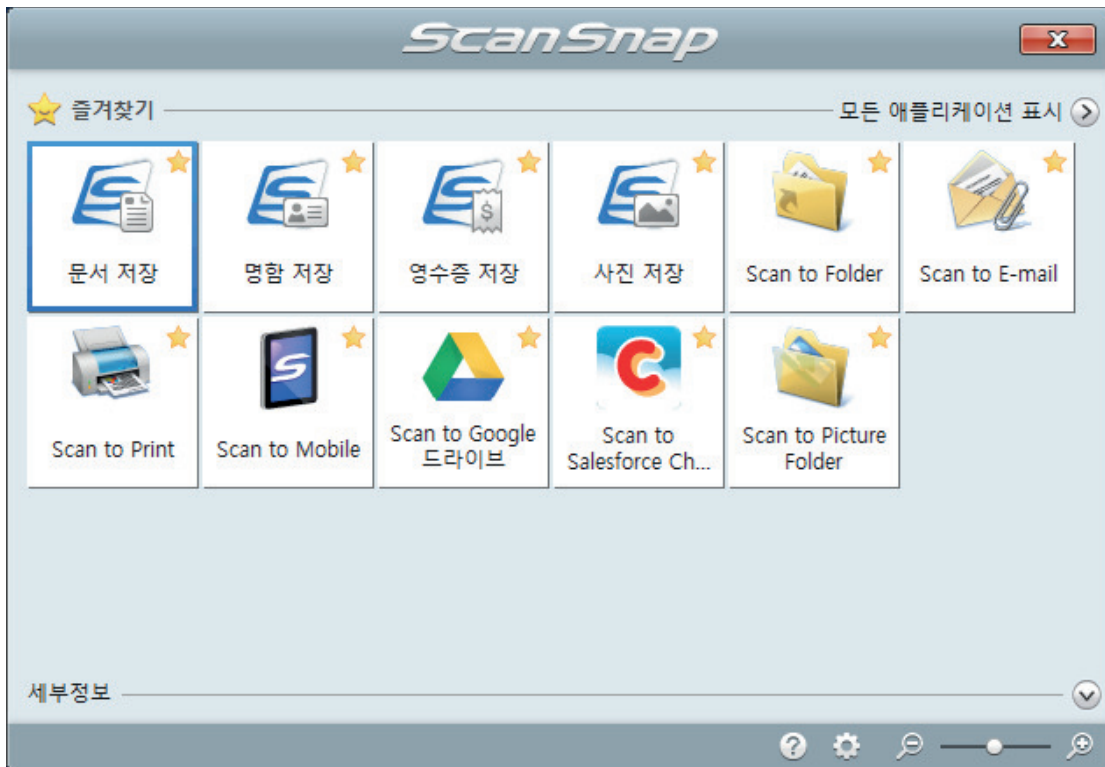 ScanSnap
즐겨찾기
모든 애플리케이션 표시
문서 저장
명함 저장
영수증 저장
사진 저장
Scan to Folder
Scan to E-mail
Scan to Print
Scan to Mobile
Scan to Google
드라이브
Scan to
Salesforce Ch...
Scan to Picture
Folder
세부정보